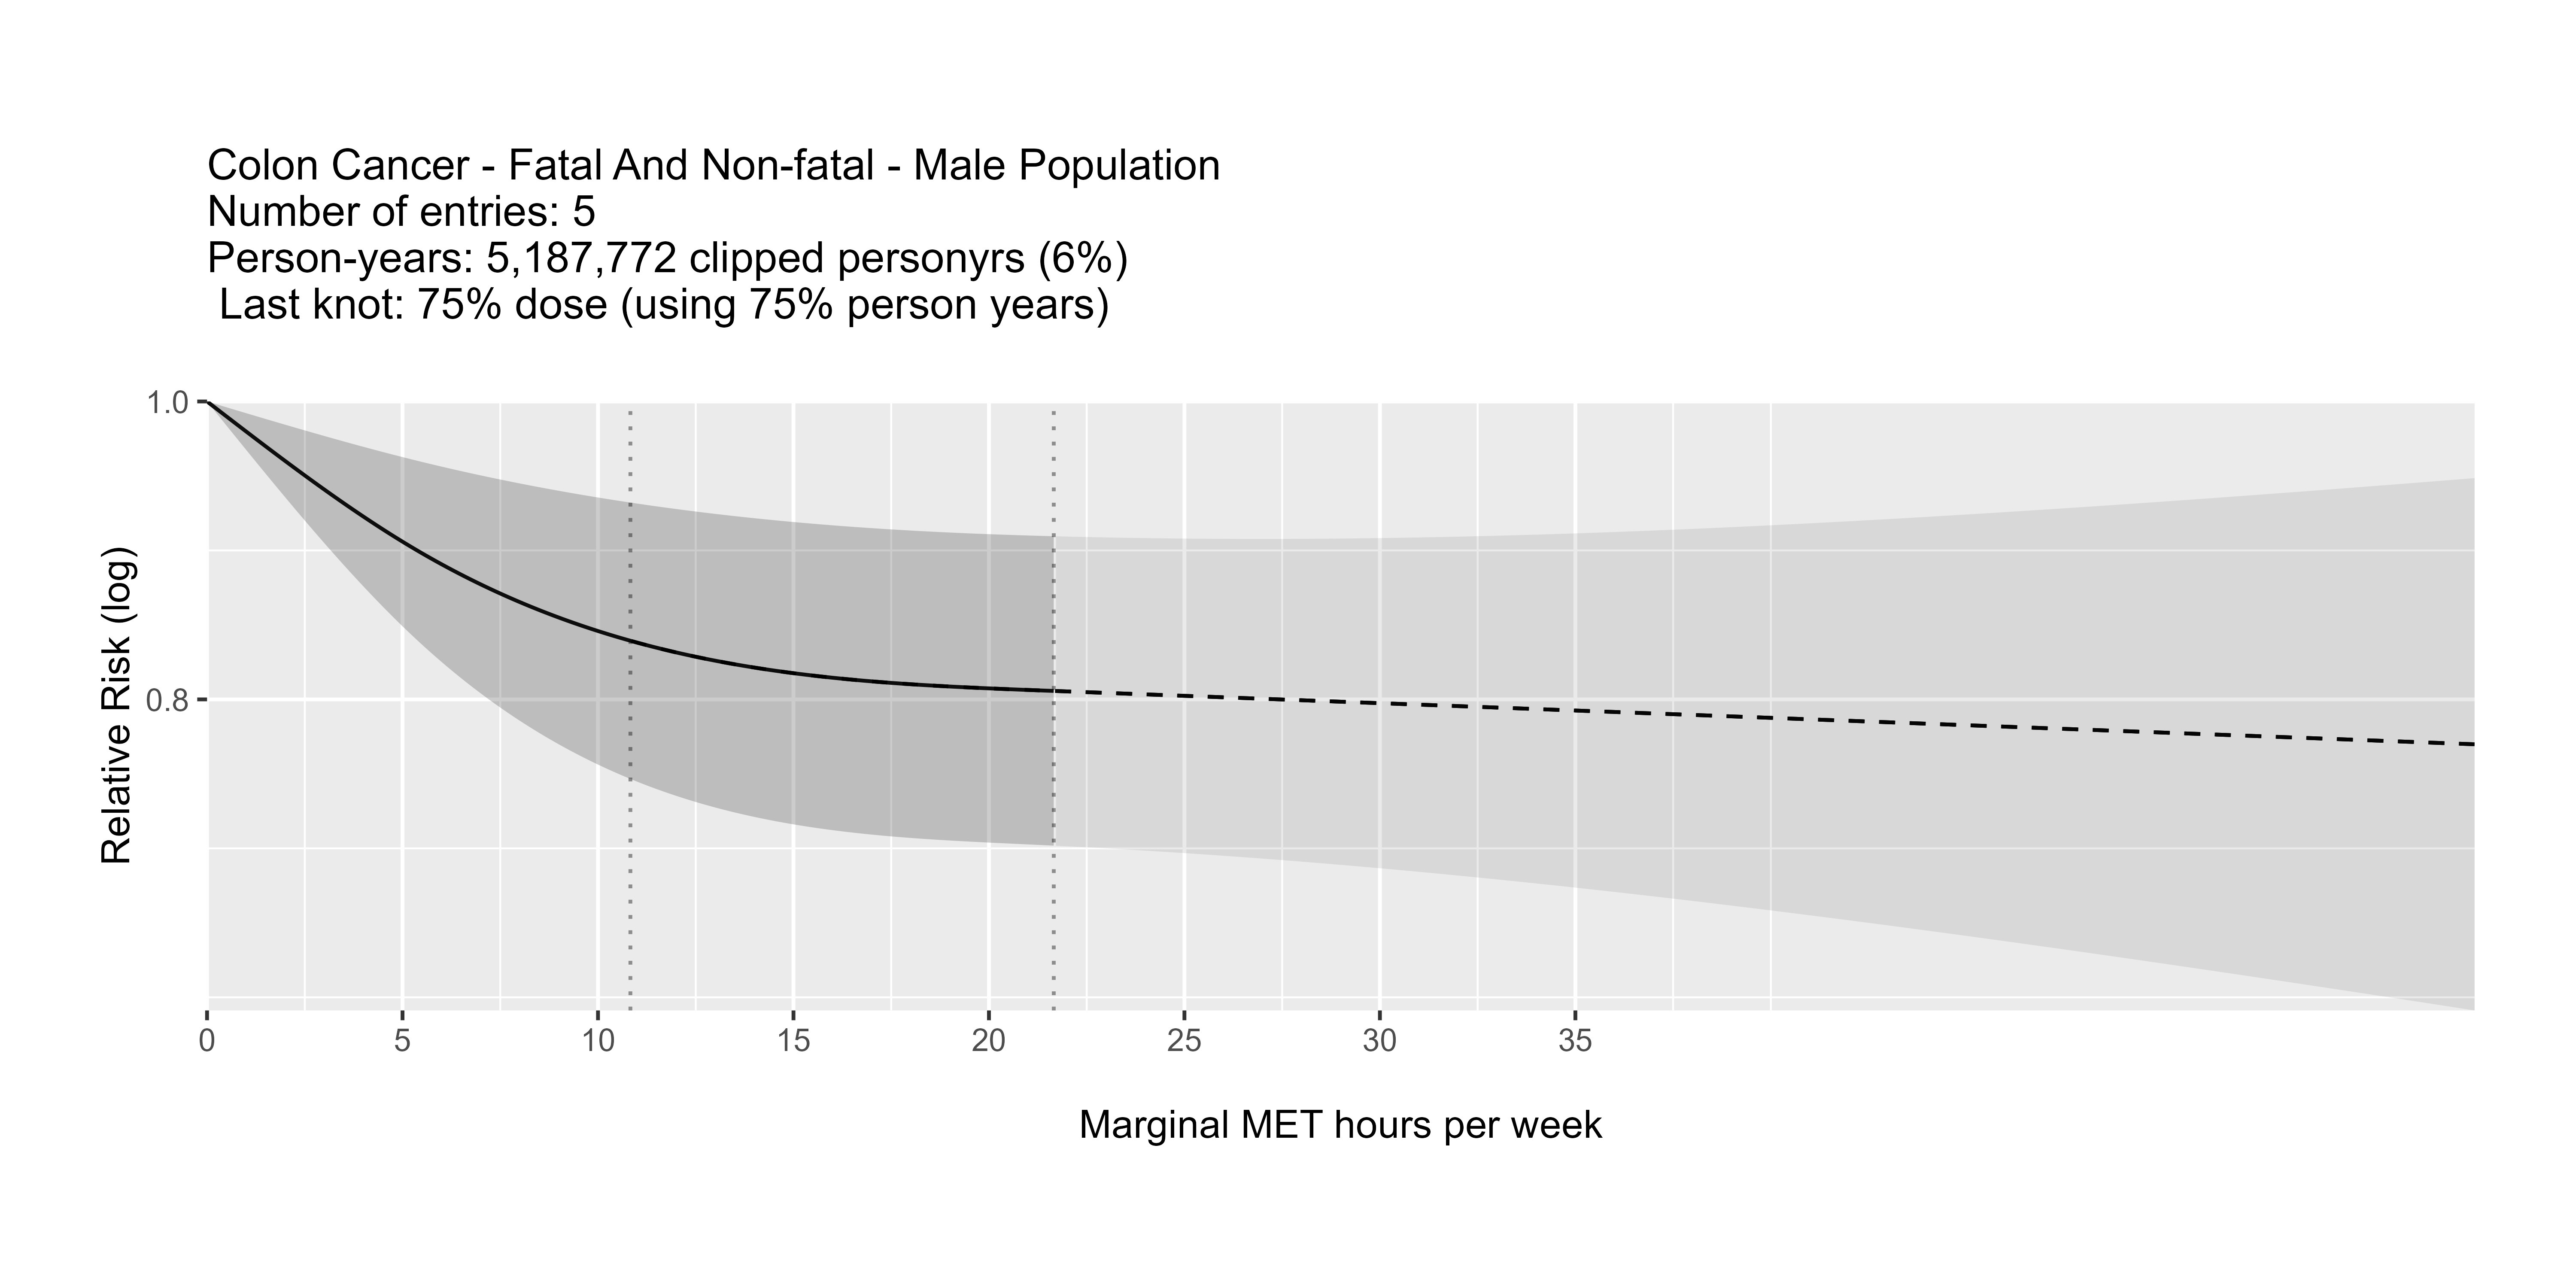 Colon Cancer - Fatal And Non-fatal - Male Population
Number of entries: 5
Person-years: 5,187,772 clipped personyrs (6%)
Last knot: 75% dose (using 75% person years)
1.0
0.8
Relative Risk (log)
0 5 10 15 20 25 30 35
Marginal MET hours per week